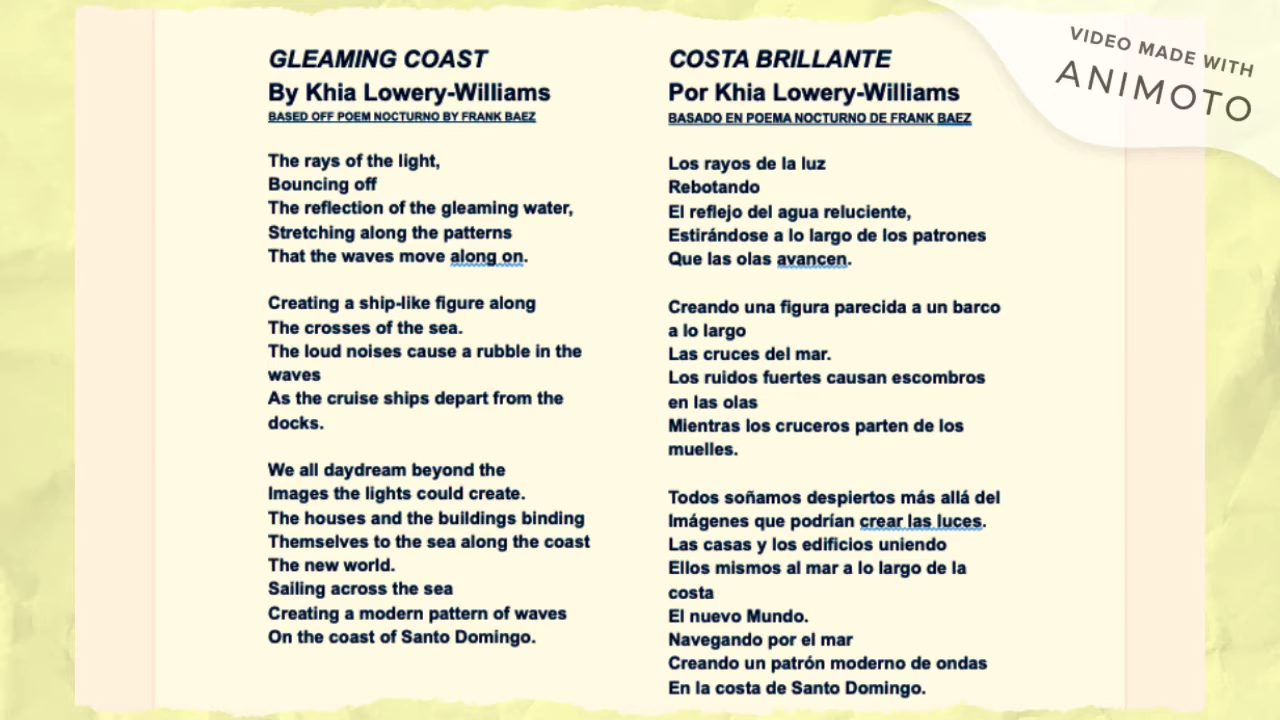 GLEAMING COAST
By Khia Lowery-Williams
BASED OFF POEM NOCTURNO BY FRANK BAEZ
The rays of the light,
Bouncing off
The reflection of the gleaming water,
Stretching along the patterns
That the waves move along on.
Creating a ship-like figure along
The crosses of the sea.
The loud noises cause a rubble in the
waves
As the cruise ships depart from the
docks.
We all daydream beyond the
Images the lights could create.
The houses and the buildings binding
Themselves to the sea along the coast
The new world.
Sailing across the sea
Creating a modern pattern of waves
On the coast of Santo Domingo.
COSTA BRILLANTE
Por Khia Lowery-Williams
BASADO EN POEMA NOCTURNO DE FRANK BAEZ
Los rayos de la luz
Rebotando
El reflejo del agua reluciente,
Estirándose a lo largo de los patrones
Que las olas avancen.
Creando una figura parecida a un barco
a lo largo
Las cruces del mar.
Los ruidos fuertes causan escombros
en las olas
Mientras los cruceros parten de los
muelles.
Todos soñamos despiertos más allá del
Imágenes que podrían crear las luces.
Las casas y los edificios uniendo
Ellos mismos al mar a lo largo de la
costa
El nuevo Mundo.
Navegando por el mar
Creando un patrón moderno de ondas
En la costa de Santo Domingo.
VIDEO MADE WITH
ANIMOTO